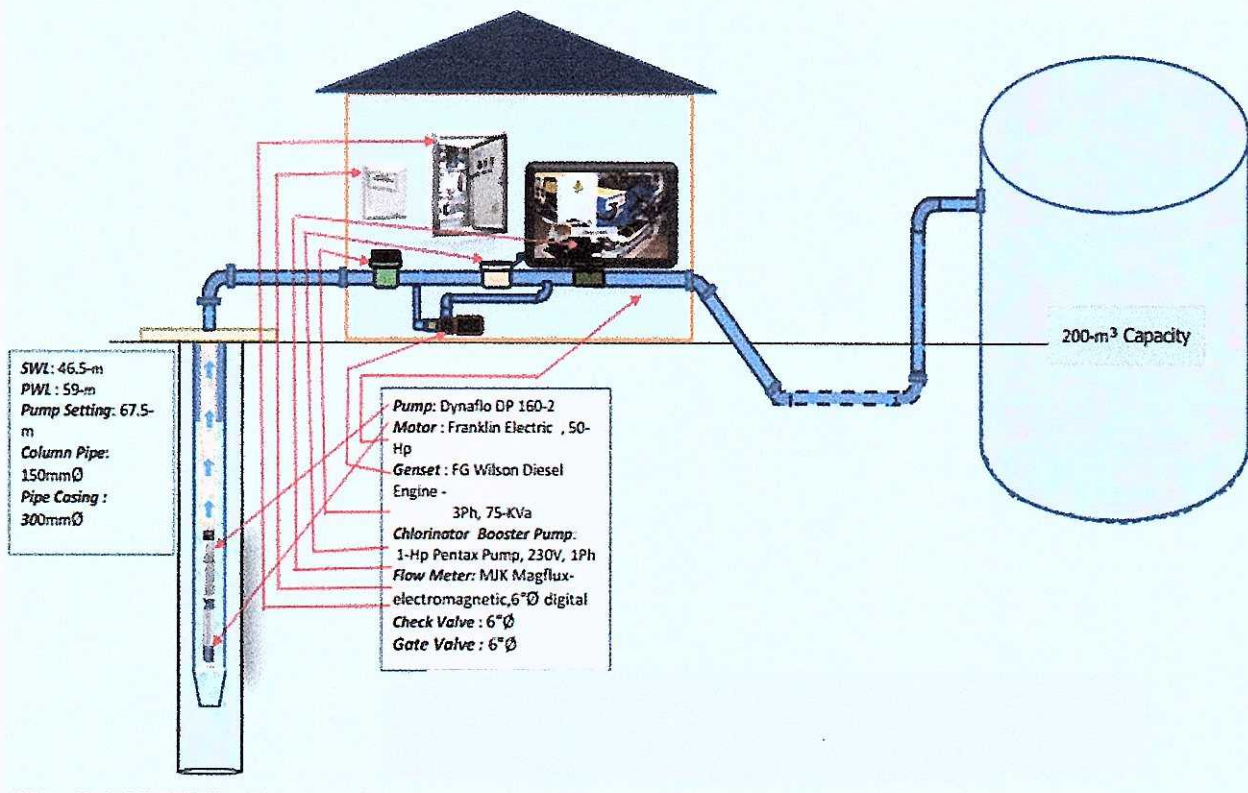 SWL: 46.5-m
PWL: 59-m
Pump Setting: 67.5-
m
Column Pipe:
150mmØ
Pipe Casing :
300mmØ
Pump: Dynaflo DP 160-2
Motor : Franklin Electric , 50-
Hp
Genset : FG Wilson Diesel
Engine -
3Ph, 75-KVa
Chlorinator Booster Pump:
1-Hp Pentax Pump, 230V, 1Ph
Flow Meter: MJK Magflux-
electromagnetic,6"Ø digital
Check Valve : 6"Ø
Gate Valve : 6"Ø
200-m³ Capacity